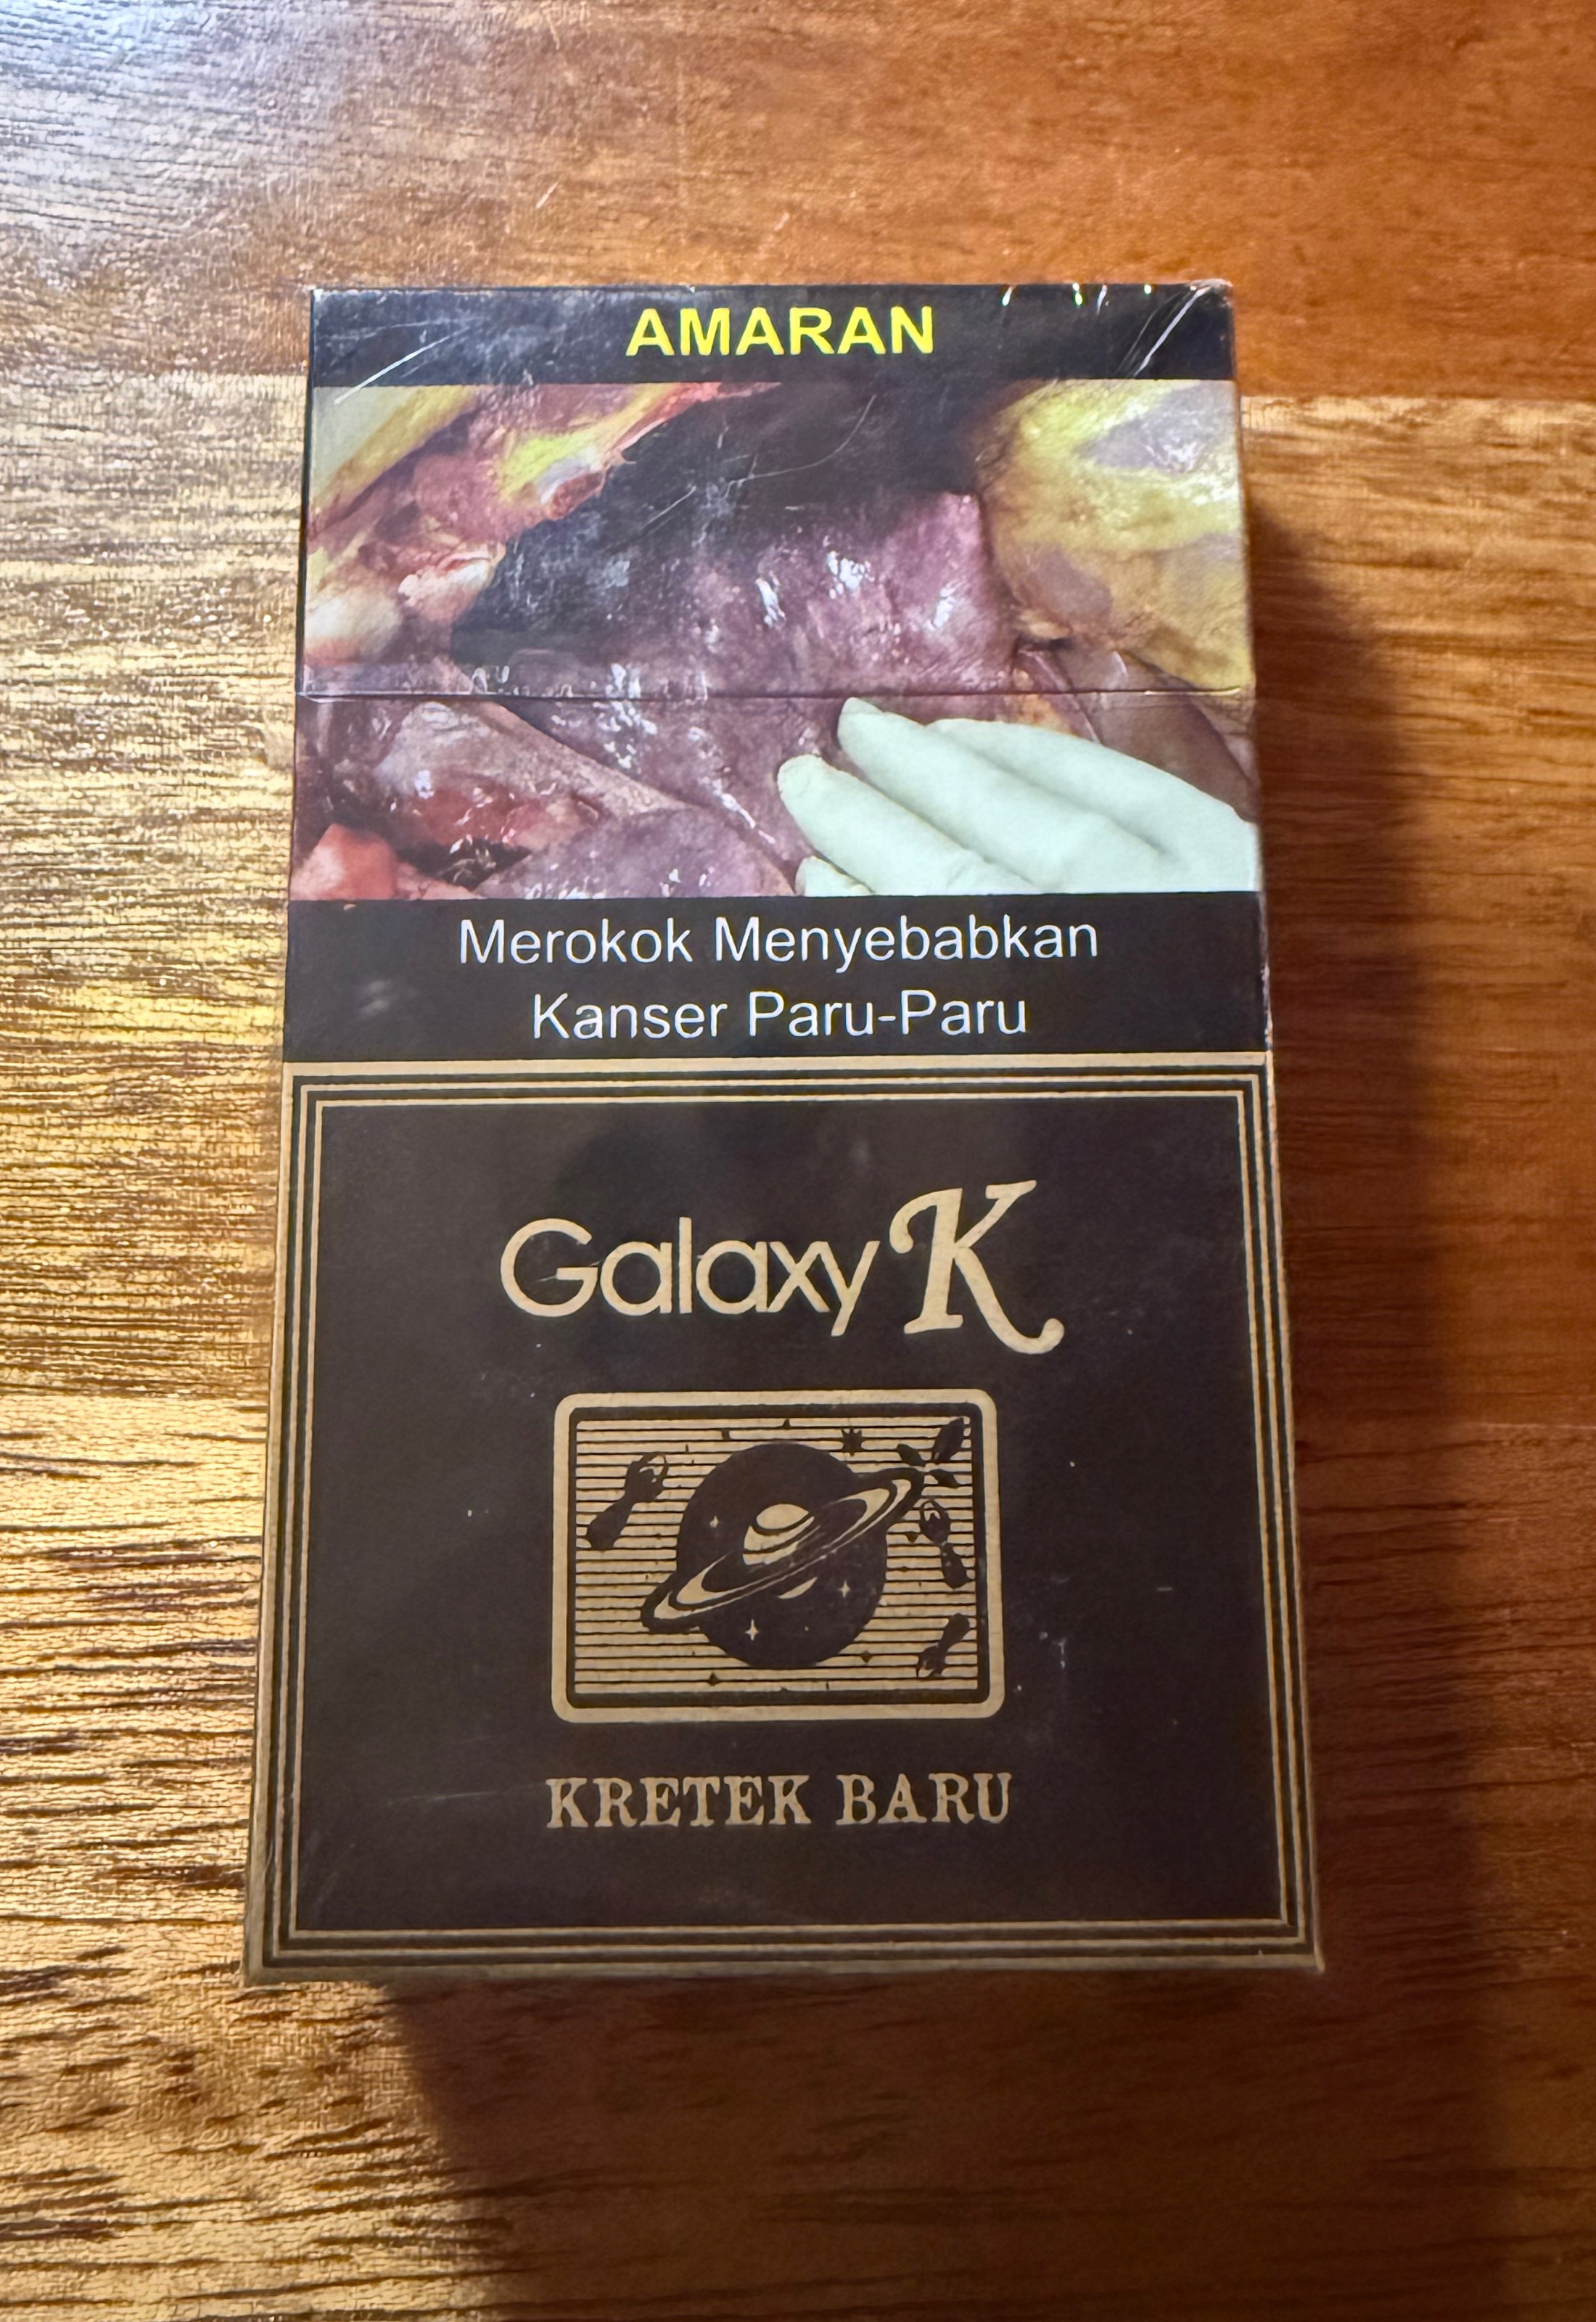 AMARAN
Merokok Menyebabkan
Kanser Paru-Paru
Galaxy K
KRETEK BARU